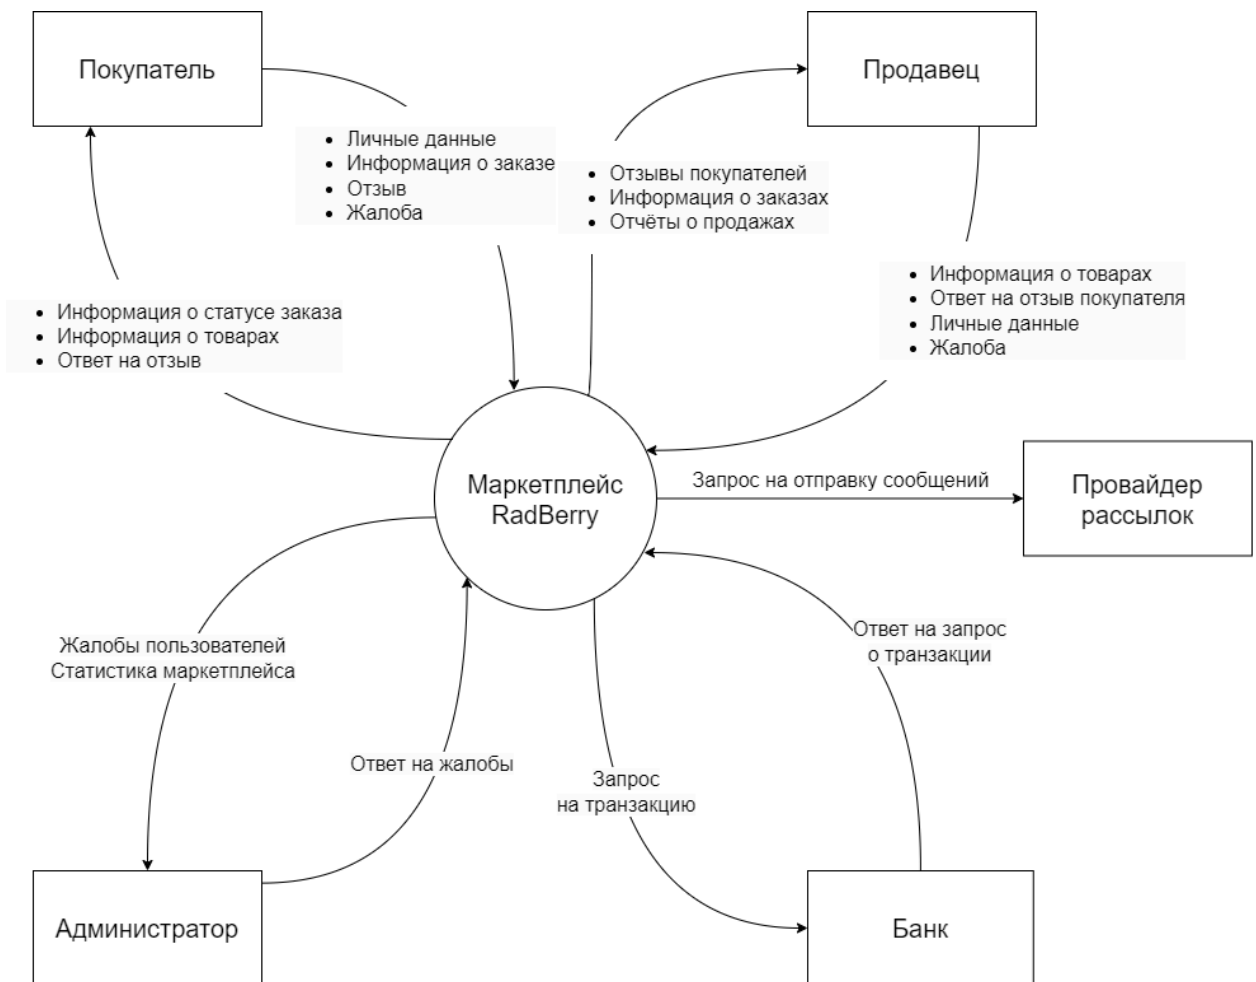 Покупатель
Продавец
Личные данные
Информация о заказе
Отзыв
Жалоба
Отзывы покупателей
Информация о заказах
Отчёты о продажах
Информация о статусе заказа
Информация о товарах
Ответ на отзыв
Информация о товарах
Ответ на отзыв покупателя
Личные данные
Жалоба
Маркетплейс
RadBerry
Запрос на отправку сообщений
Провайдер
рассылок
Жалобы пользователей
Статистика маркетплейса
Ответ на запрос
о транзакции
Ответ на жалобы
Запрос
на транзакцию
Администратор
Банк